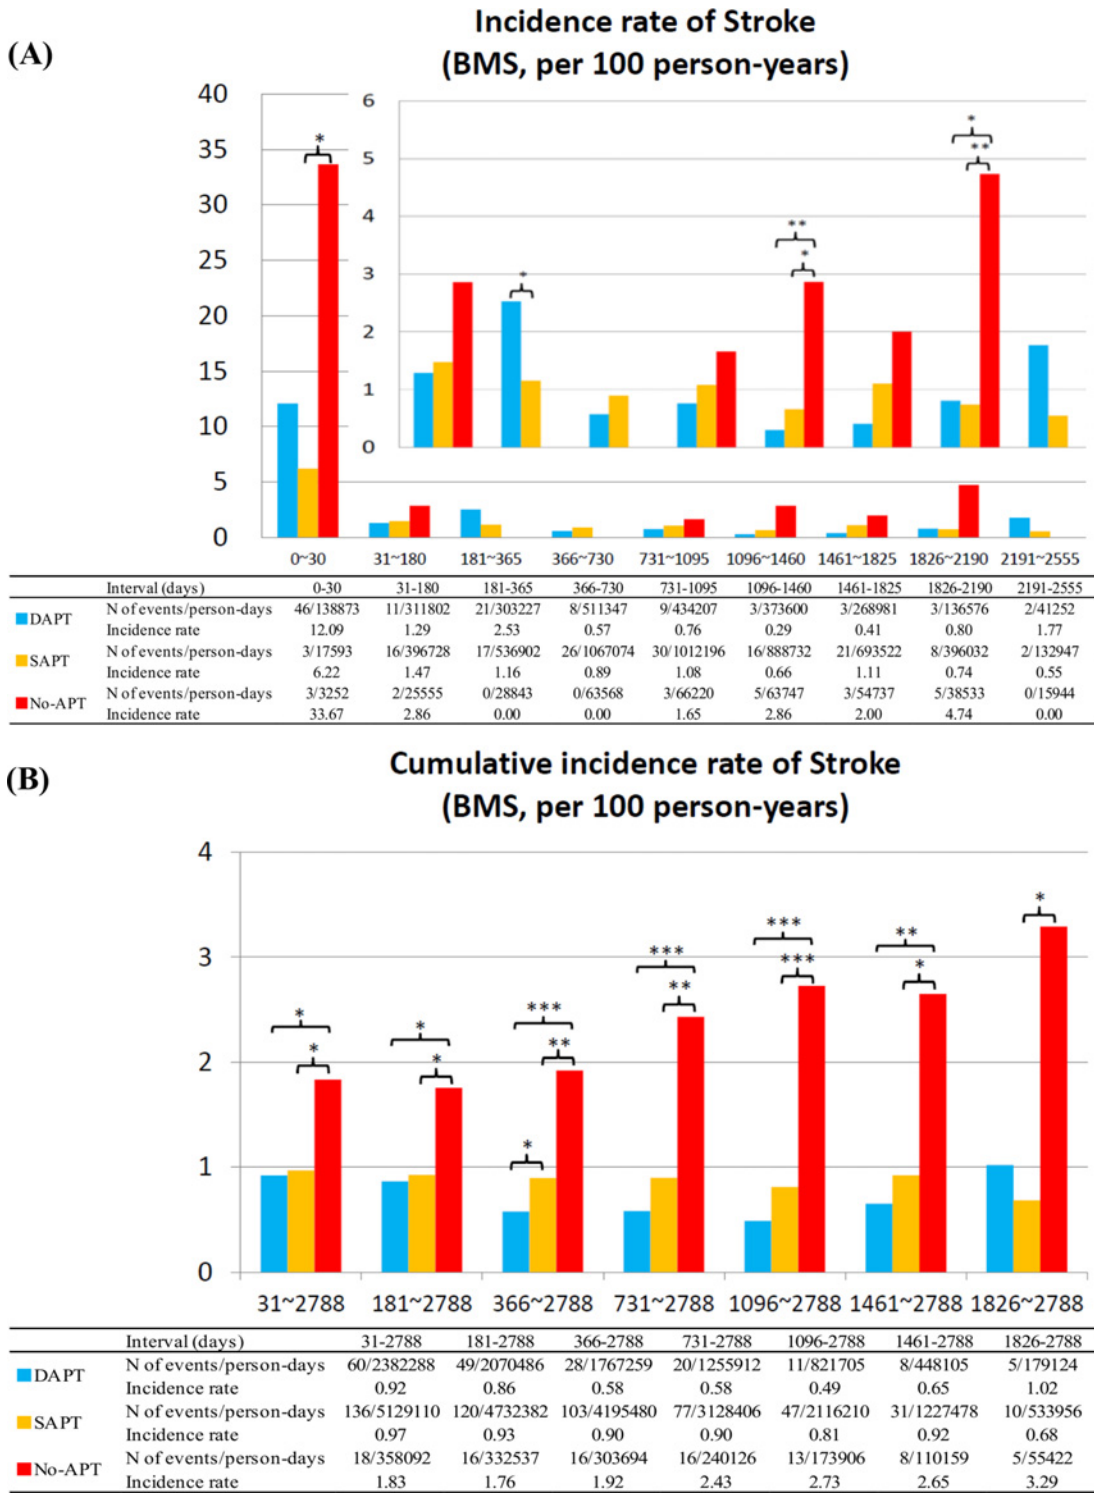 (A)
Incidence rate of Stroke
(BMS, per 100 person-years)
40
35
30
25
20
15
10
5
0
6
5
4
3
2
1
0
*
*
**
*
*
**
0~30 31~180 181~365 366~730 731~1095 1096~1460 1461~1825 1826~2190 2191~2555
Interval (days) 0-30 31-180 181-365 366-730 731-1095 1096-1460 1461-1825 1826-2190 2191-2555
DAPT N of events/person-days 46/138873 11/311802 21/303227 8/511347 9/434207 3/373600 3/268981 3/136576 2/41252
Incidence rate 12.09 1.29 2.53 0.57 0.76 0.29 0.41 0.80 1.77
SAPT N of events/person-days 3/17593 16/396728 17/536902 26/1067074 30/1012196 16/888732 21/693522 8/396032 2/132947
Incidence rate 6.22 1.47 1.16 0.89 1.08 0.66 1.11 0.74 0.55
No-APT N of events/person-days 3/3252 2/25555 0/28843 0/63568 3/66220 5/63747 3/54737 5/38533 0/15944
Incidence rate 33.67 2.86 0.00 0.00 1.65 2.86 2.00 4.74 0.00
(B)
Cumulative incidence rate of Stroke
(BMS, per 100 person-years)
4
3
2
1
0
*
*
*
*
***
**
*
***
**
***
***
**
*
*
31~2788 181~2788 366~2788 731~2788 1096~2788 1461~2788 1826~2788
Interval (days) 31-2788 181-2788 366-2788 731-2788 1096-2788 1461-2788 1826-2788
DAPT N of events/person-days 60/2382288 49/2070486 28/1767259 20/1255912 11/821705 8/448105 5/179124
Incidence rate 0.92 0.86 0.58 0.58 0.49 0.65 1.02
SAPT N of events/person-days 136/5129110 120/4732382 103/4195480 77/3128406 47/2116210 31/1227478 10/533956
Incidence rate 0.97 0.93 0.90 0.90 0.81 0.92 0.68
No-APT N of events/person-days 18/358092 16/332537 16/303694 16/240126 13/173906 8/110159 5/55422
Incidence rate 1.83 1.76 1.92 2.43 2.73 2.65 3.29